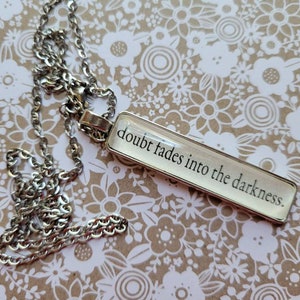 doubt fades into the darkness.